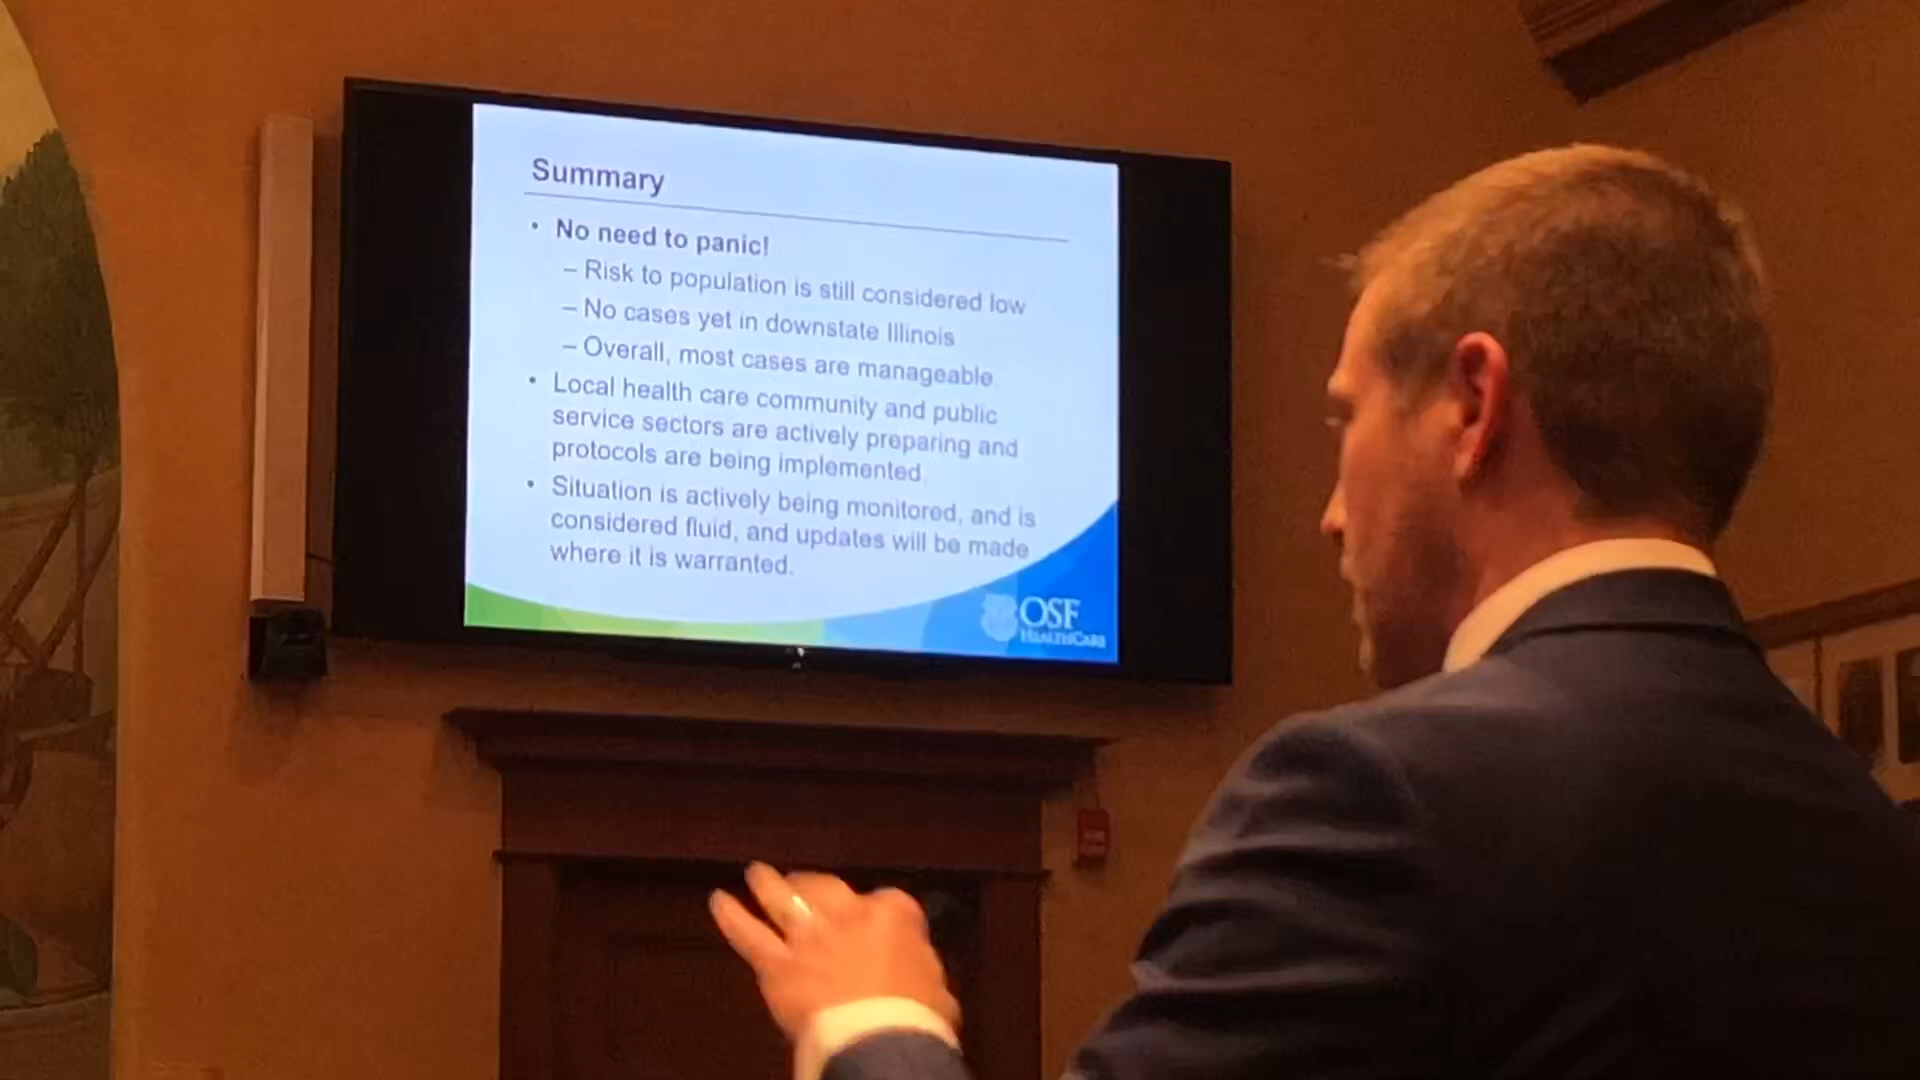 Summary
• No need to panic!
– Risk to population is still considered low
– No cases yet in downstate Illinois
– Overall, most cases are manageable.
• Local health care community and public
service sectors are actively preparing and
protocols are being implemented.
• Situation is actively being monitored, and is
considered fluid, and updates will be made
where it is warranted.
OSF
HEALTHCARE